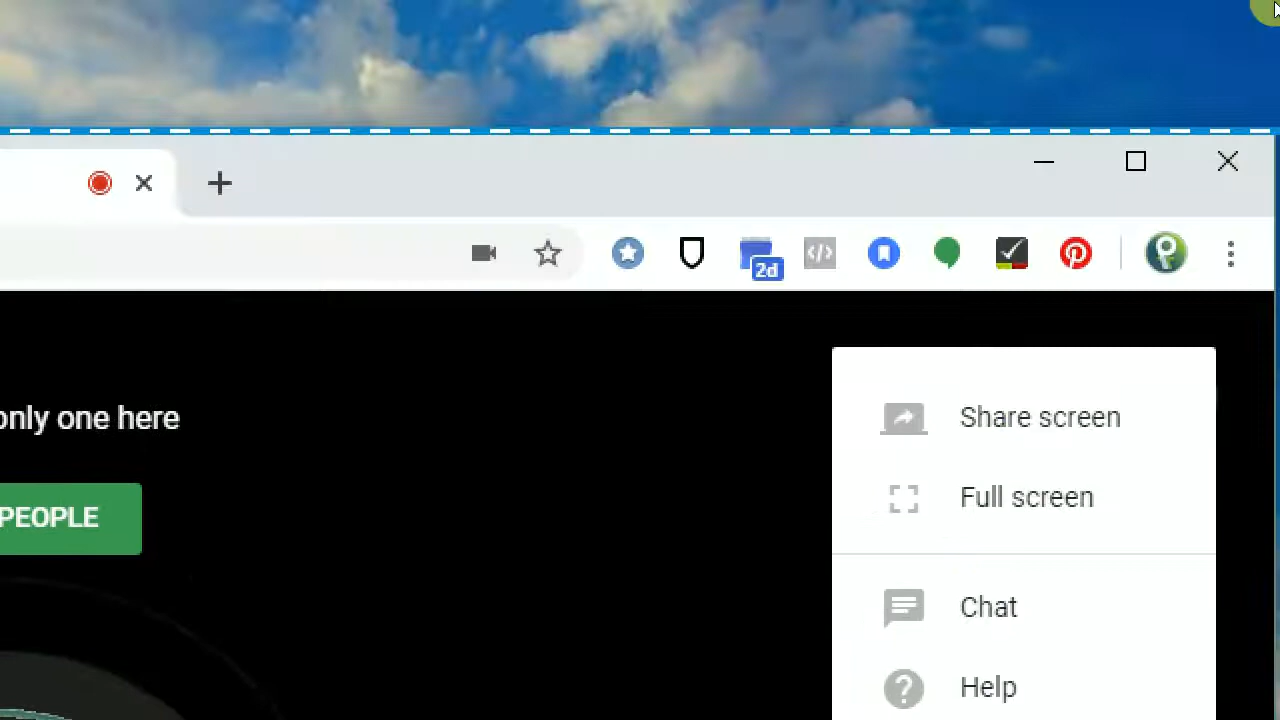 2d
only one here
PEOPLE
Share screen
Full screen
Chat
Help